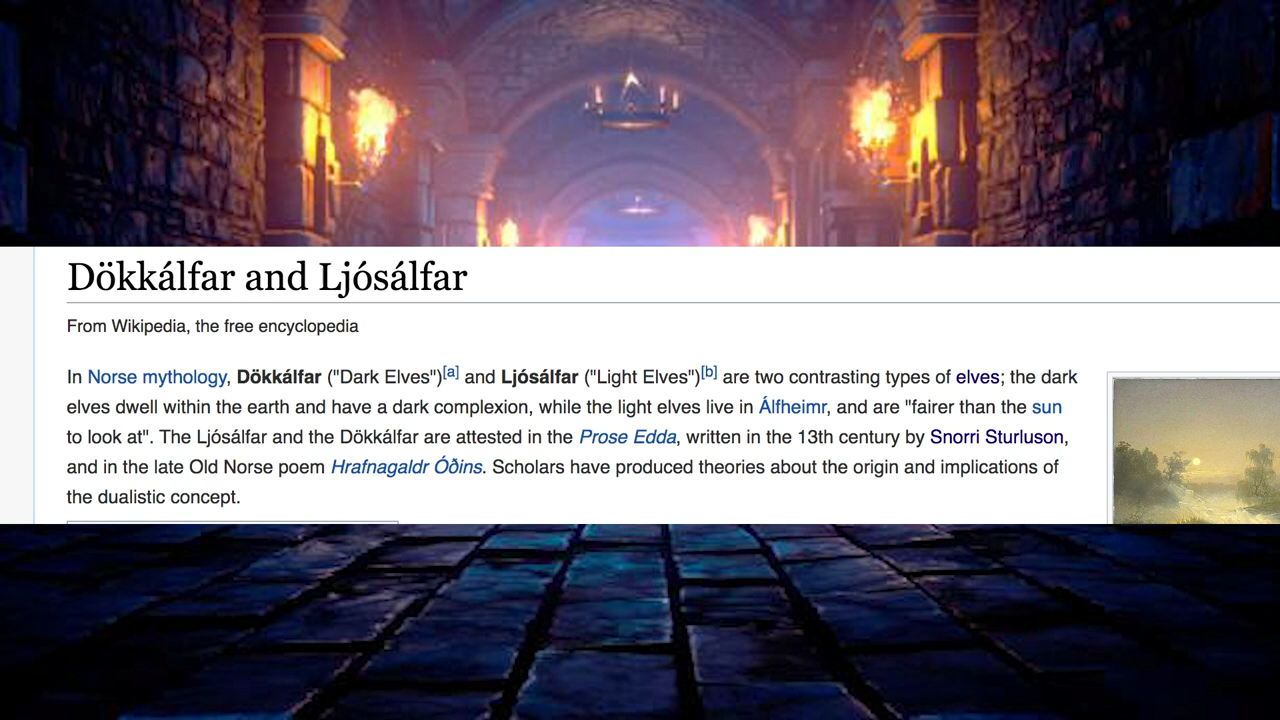 Dökkálfar and Ljósálfar
From Wikipedia, the free encyclopedia
In Norse mythology, Dökkálfar ("Dark Elves")[a] and Ljósálfar ("Light Elves")[b] are two contrasting types of elves; the dark
elves dwell within the earth and have a dark complexion, while the light elves live in Álfheimr, and are "fairer than the sun
to look at". The Ljósálfar and the Dökkálfar are attested in the Prose Edda, written in the 13th century by Snorri Sturluson,
and in the late Old Norse poem Hrafnagaldr Óðins. Scholars have produced theories about the origin and implications of
the dualistic concept.